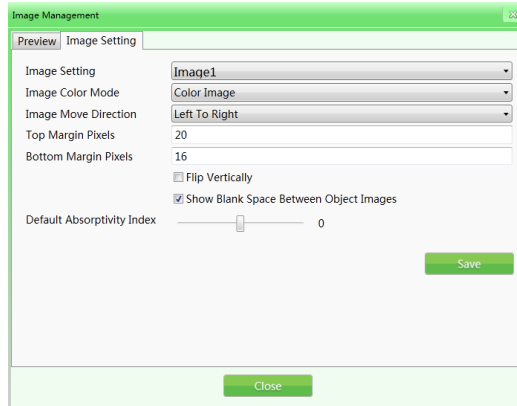 Image Management
Preview Image Setting
Image Setting Image1
Image Color Mode Color Image
Image Move Direction Left To Right
Top Margin Pixels 20
Bottom Margin Pixels 16
Flip Vertically
Show Blank Space Between Object Images
Default Absorptivity Index 0
Save
Close